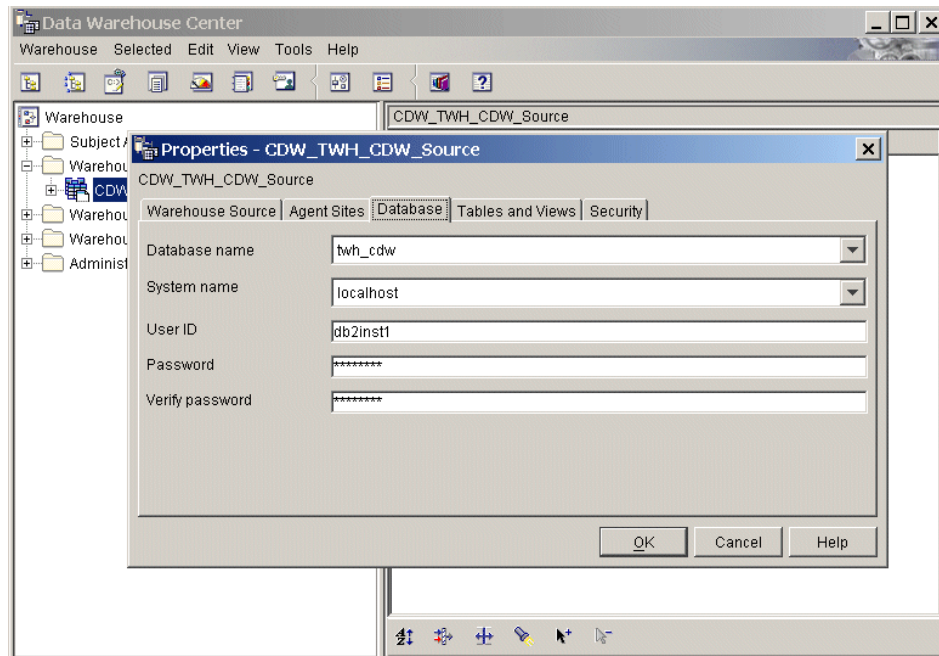 Data Warehouse Center
Warehouse Selected Edit View Tools Help
Warehouse
CDW_TWH_CDW_Source
Subject
Properties - CDW_TWH_CDW_Source
CDW_TWH_CDW_Source
CDW
Warehouse Source Agent Sites Database Tables and Views Security
Database name twh_cdw
System name localhost
User ID db2inst1
Password ********
Verify password ********
OK Cancel Help